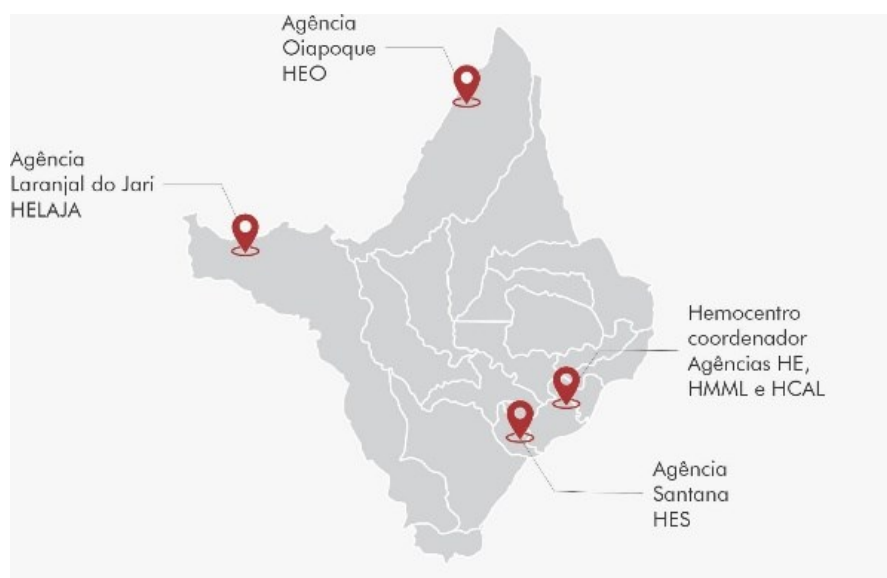 Agência
Oiapoque
HEO
Agência
Laranjal do Jari
HELAJA
Hemocentro
coordenador
Agências HE,
HMML e HCAL
Agência
Santana
HES